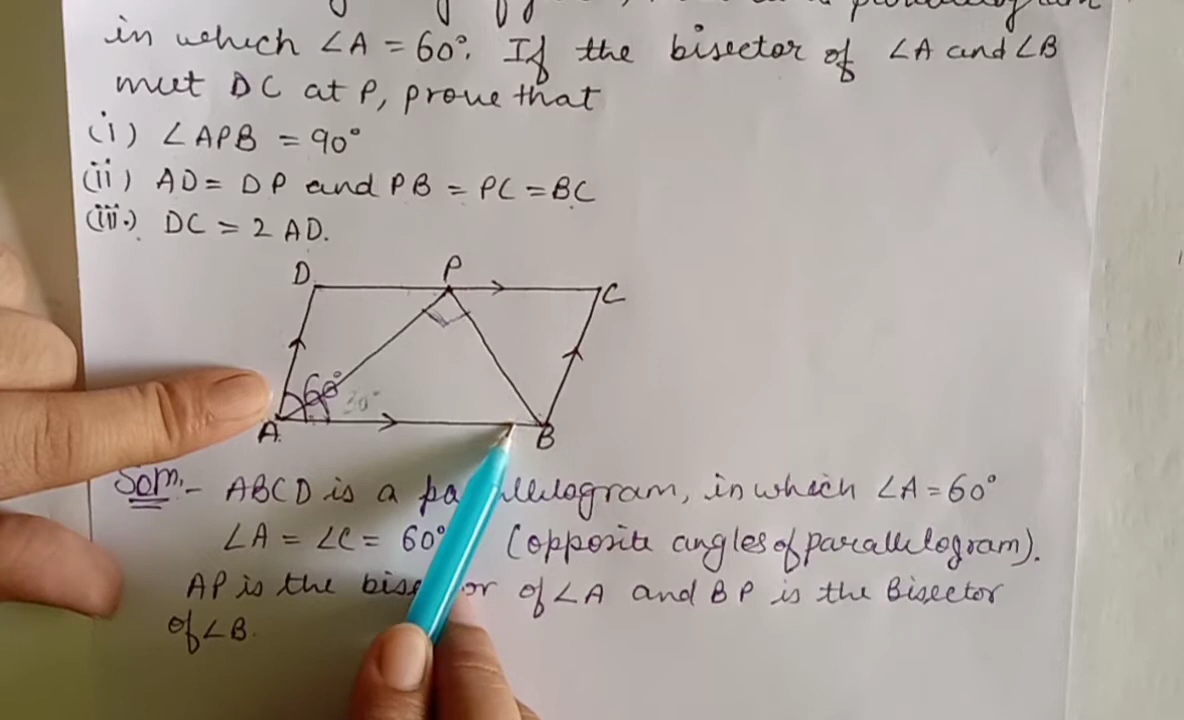 in which ∠A = 60°. If the bisector of ∠A and ∠B
meet DC at P, prove that
(i) ∠APB = 90°
(ii) AD = DP and PB = PC = BC
(iii.) DC = 2 AD.
D P C
60° 30°
A B
Soln:- ABCD is a parallelogram, in which ∠A = 60°
∠A = ∠C = 60° (opposite angles of parallelogram).
AP is the bisector of ∠A and BP is the Bisector
of ∠B.